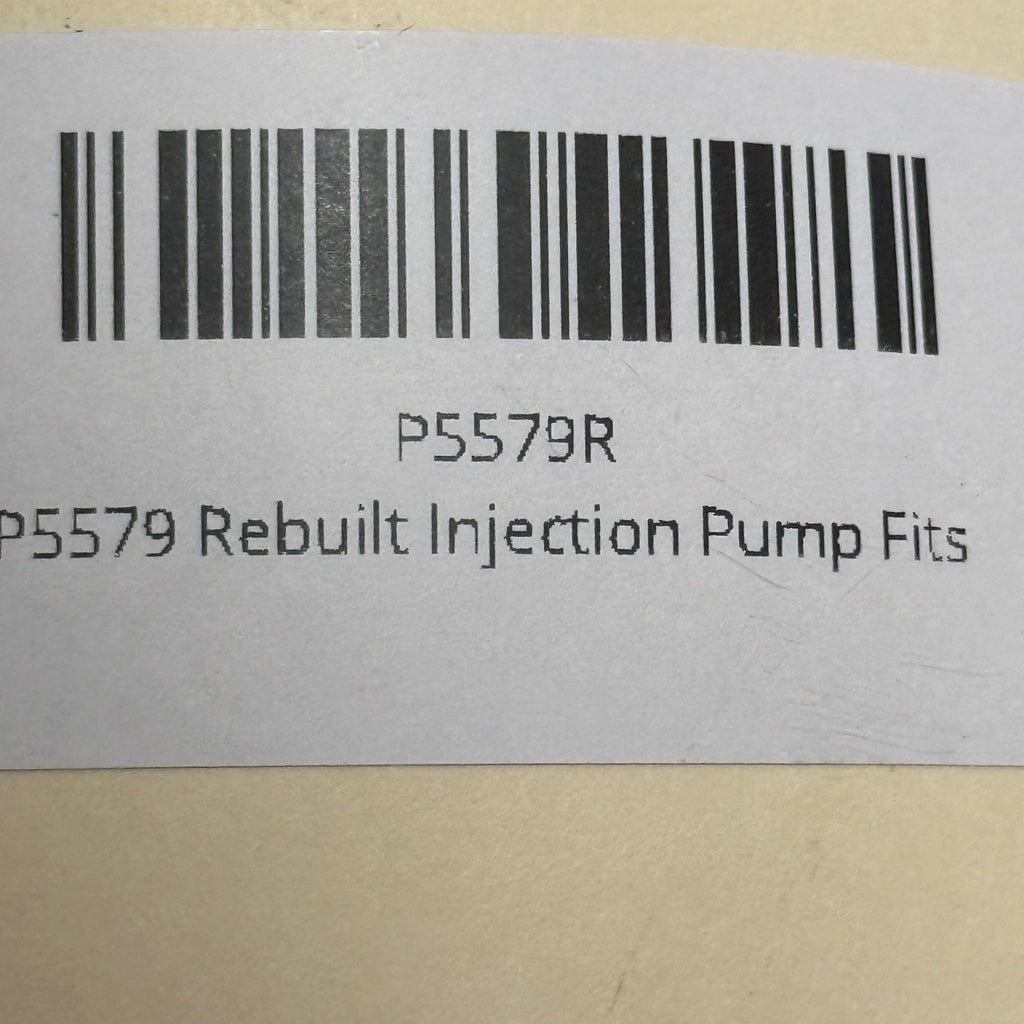 P5579R
P5579 Rebuilt Injection Pump Fits